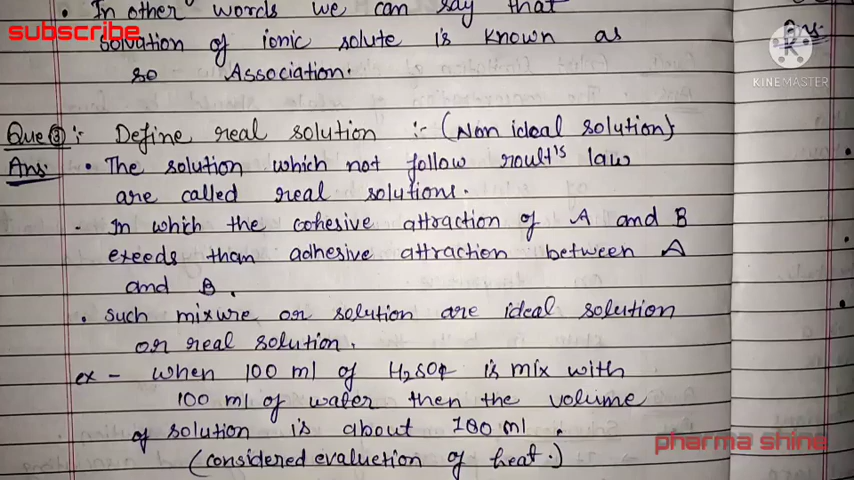 • In other words we can say that
subscribe
solvation of ionic solute is known as
so Association.
Ans.
K
KINEMASTER
Que ③ :- Define real solution :- (Non ideal solution)
Ans • The solution which not follow roult's law
are called real solutions.
• In which the cohesive attraction of A and B
exeeds than adhesive attraction between A
and B.
• Such mixure or solution are ideal solution
or real solution.
ex - when 100 ml of H₂SO₄ is mix with
100 ml of water then the volume
of solution is about 180 ml.
(considered evaluction of heat.)
pharma shine